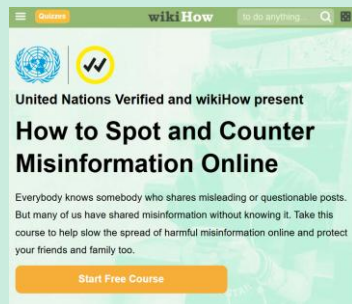 Quizzes
wikiHow
to do anything...
United Nations Verified and wikiHow present
How to Spot and Counter
Misinformation Online
Everybody knows somebody who shares misleading or questionable posts.
But many of us have shared misinformation without knowing it. Take this
course to help slow the spread of harmful misinformation online and protect
your friends and family too.
Start Free Course